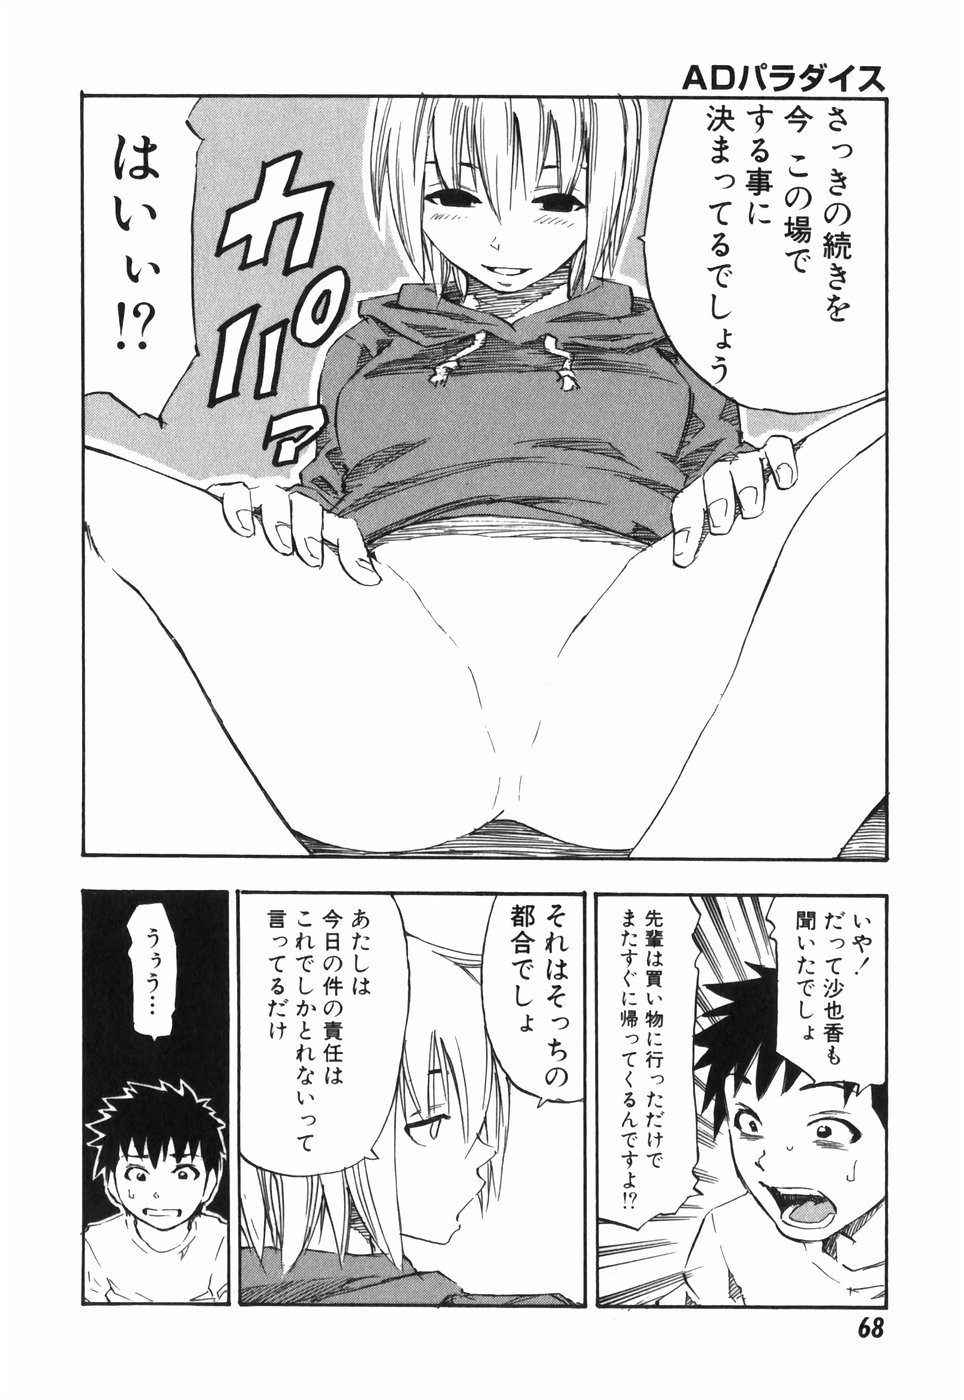 ADパラダイス
さっきの続きを
今 この場で
する事に
決まってるでしょう
カパッ
はいぃ!?
いや！
だって沙也香も
聞いたでしょ
先輩は買い物に行っただけで
またすぐに帰ってくるんですよ!?
それはそっちの
都合でしょ
あたしは
今日の件の責任は
これでしかとれないって
言ってるだけ
うぅう…
68